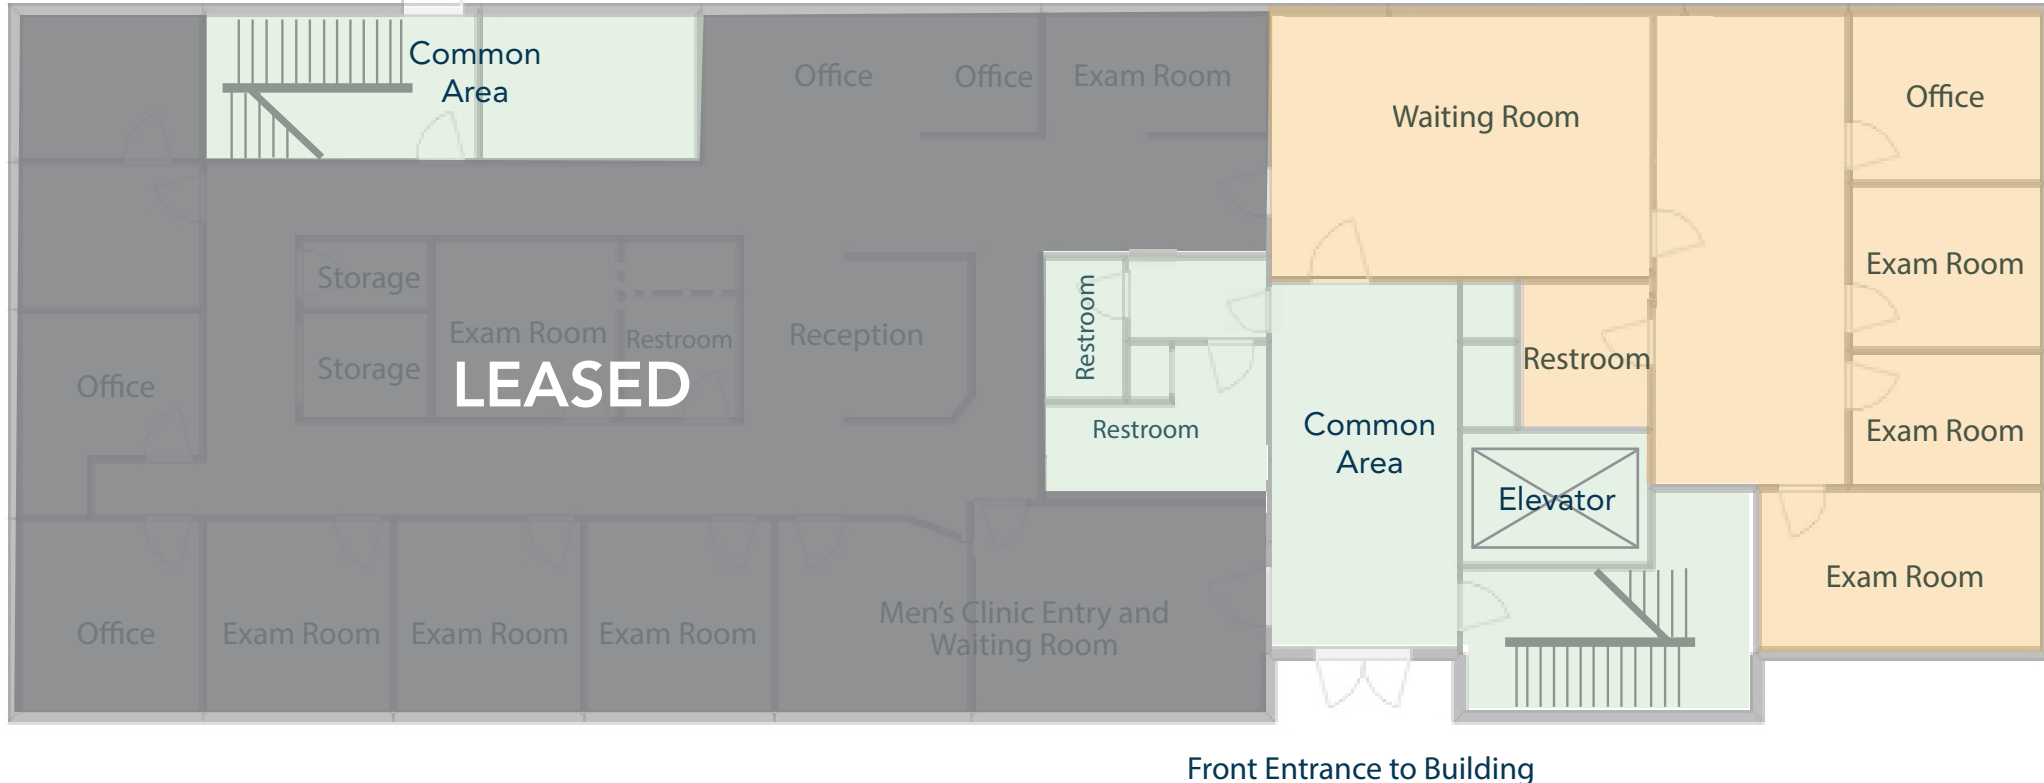 Common
Area
Office
Office
Exam Room
Waiting Room
Office
Exam Room
Storage
Storage
Exam Room
Restroom
LEASED
Reception
Restroom
Restroom
Common
Area
Restroom
Elevator
Exam Room
Exam Room
Office
Office
Exam Room
Exam Room
Exam Room
Men's Clinic Entry and
Waiting Room
Front Entrance to Building